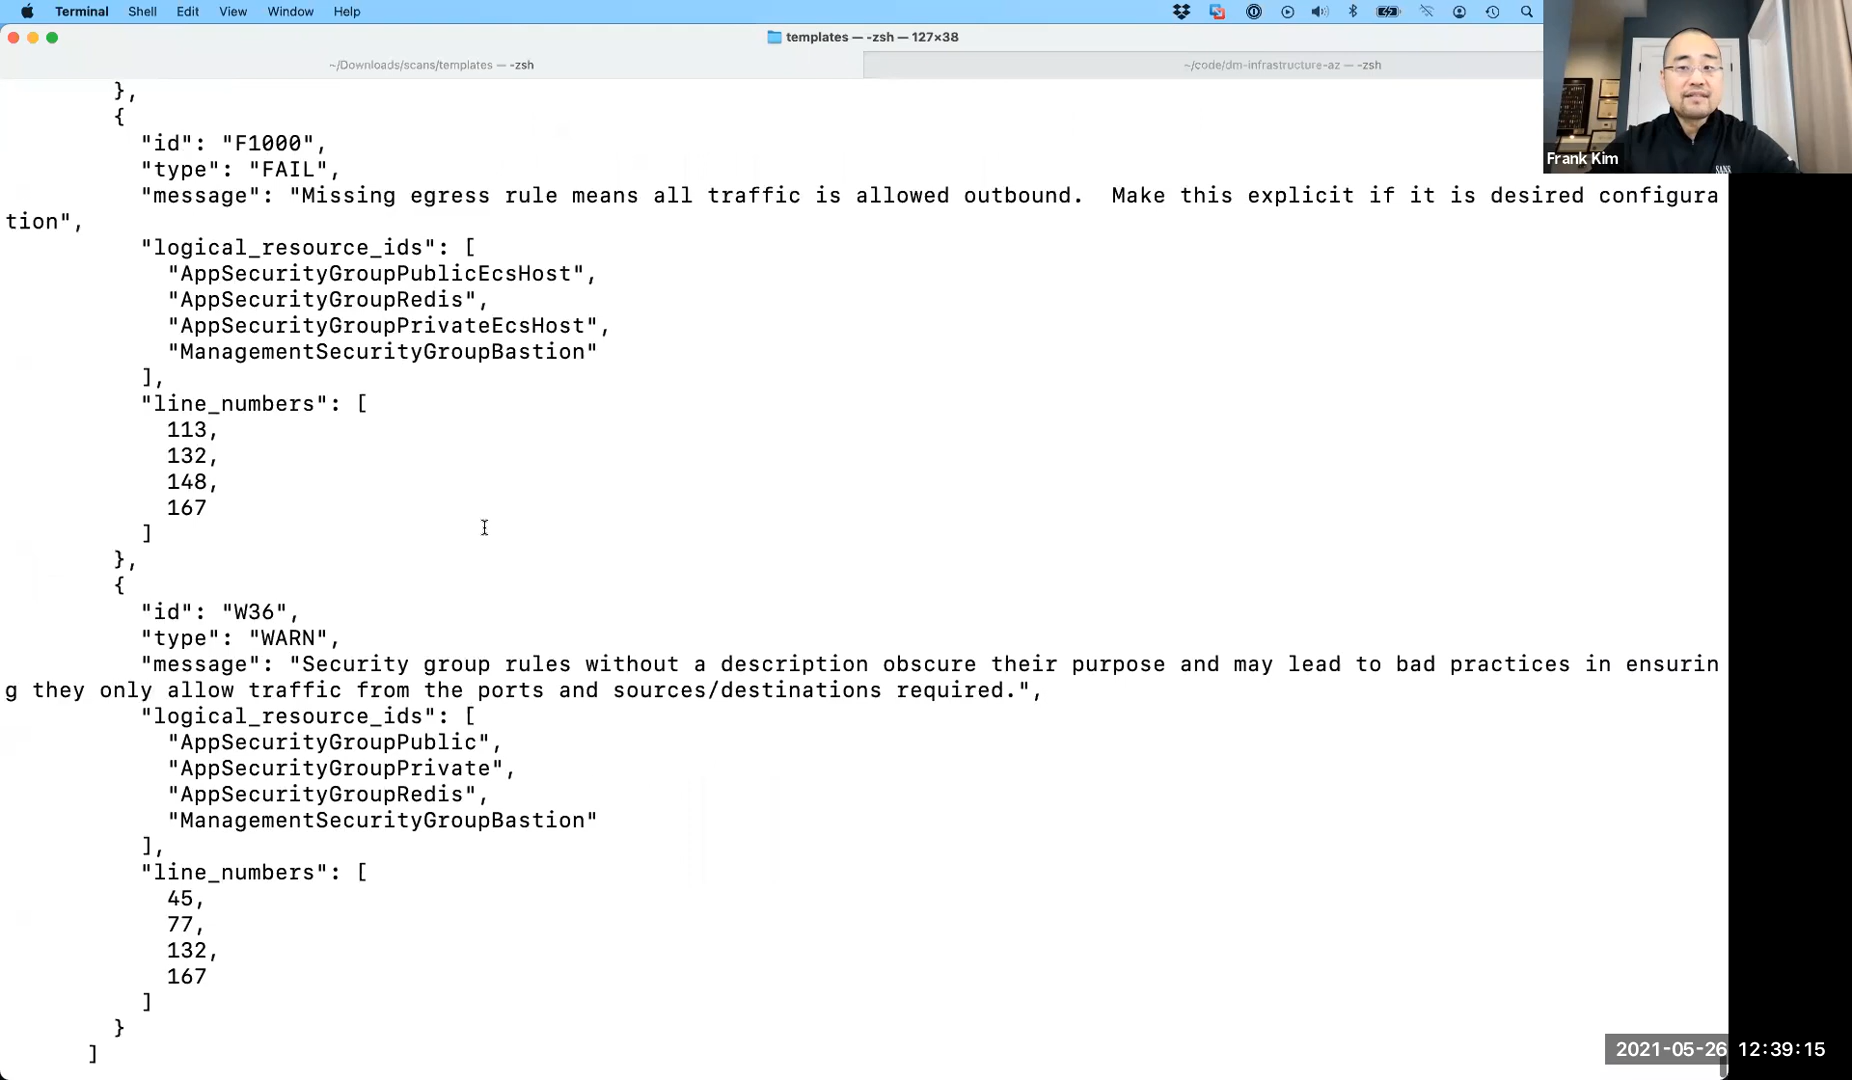 Terminal Shell Edit View Window Help
templates — -zsh — 127×38
~/Downloads/scans/templates — -zsh
~/code/dm-infrastructure-az — -zsh
},
{
"id": "F1000",
"type": "FAIL",
"message": "Missing egress rule means all traffic is allowed outbound.  Make this explicit if it is desired configura
tion",
"logical_resource_ids": [
"AppSecurityGroupPublicEcsHost",
"AppSecurityGroupRedis",
"AppSecurityGroupPrivateEcsHost",
"ManagementSecurityGroupBastion"
],
"line_numbers": [
113,
132,
148,
167
]
},
{
"id": "W36",
"type": "WARN",
"message": "Security group rules without a description obscure their purpose and may lead to bad practices in ensurin
g they only allow traffic from the ports and sources/destinations required.",
"logical_resource_ids": [
"AppSecurityGroupPublic",
"AppSecurityGroupPrivate",
"AppSecurityGroupRedis",
"ManagementSecurityGroupBastion"
],
"line_numbers": [
45,
77,
132,
167
]
}
]
Frank Kim
SANS
2021-05-26 12:39:15